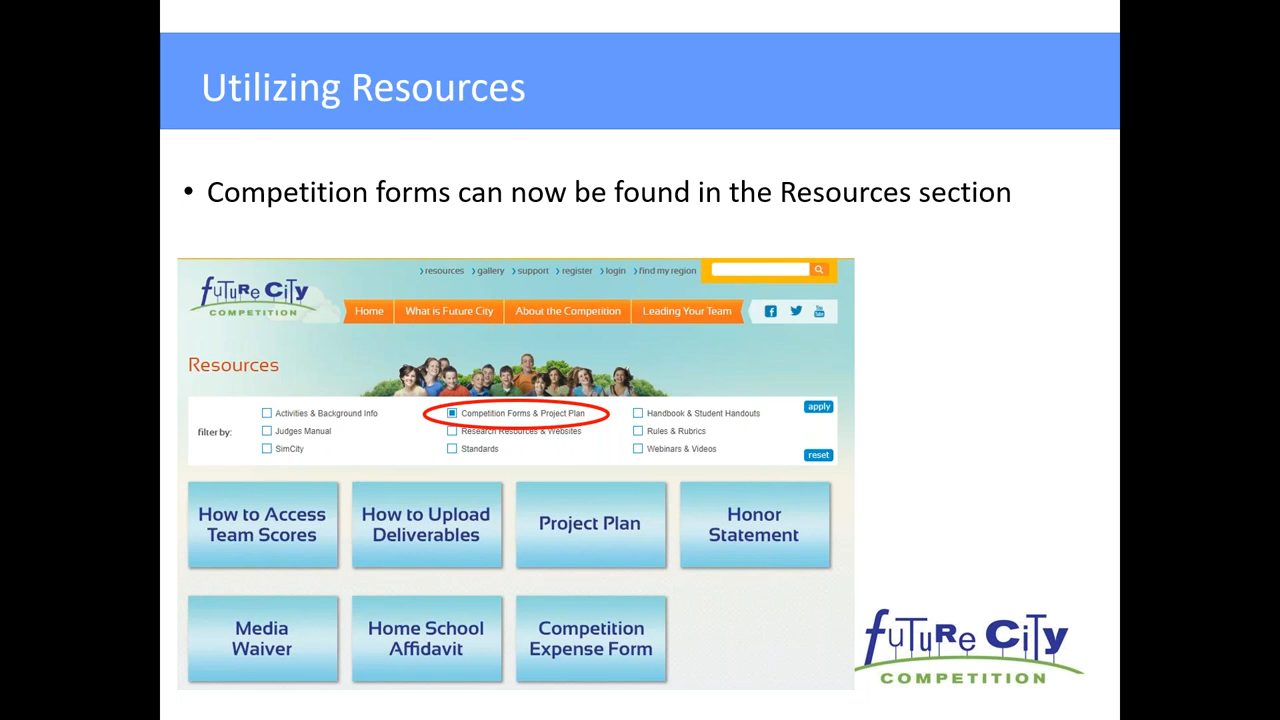 Utilizing Resources
• Competition forms can now be found in the Resources section
resources gallery support register login find my region
FuTuRe CiTy
COMPETITION
Home What is Future City About the Competition Leading Your Team
You
Tube
Resources
filter by:
Activities & Background Info Competition Forms & Project Plan Handbook & Student Handouts apply
Judges Manual Research Resources & Websites Rules & Rubrics
SimCity Standards Webinars & Videos reset
How to Access
Team Scores
How to Upload
Deliverables
Project Plan
Honor
Statement
Media
Waiver
Home School
Affidavit
Competition
Expense Form
FuTuRe CiTy
COMPETITION